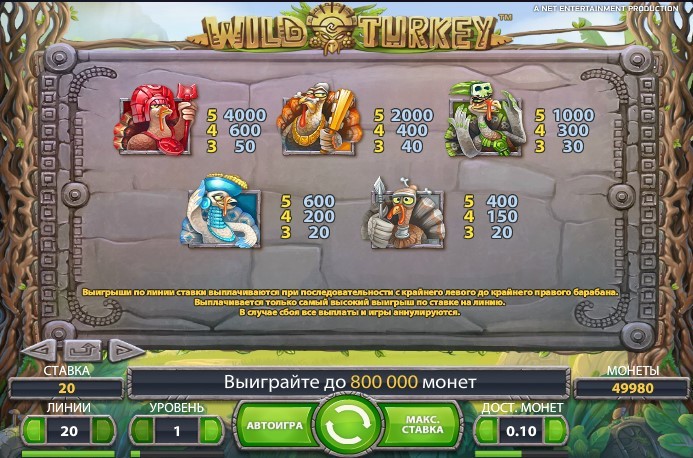 A NET ENTERTAINMENT PRODUCTION
WILD TURKEY™
5 4000 5 2000 5 1000
4 600 4 400 4 300
3 50 3 40 3 30
5 600 5 400
4 200 4 150
3 20 3 20
Выигрыши по линии ставки выплачиваются при последовательности с крайнего левого до крайнего правого барабана.
Выплачивается только самый высокий выигрыш по ставке на линию.
В случае сбоя все выплаты и игры аннулируются.
СТАВКА
20
Выиграйте до 800 000 монет
МОНЕТЫ
49980
ЛИНИИ
20
УРОВЕНЬ
1
АВТОИГРА
МАКС.
СТАВКА
ДОСТ. МОНЕТ
0.10